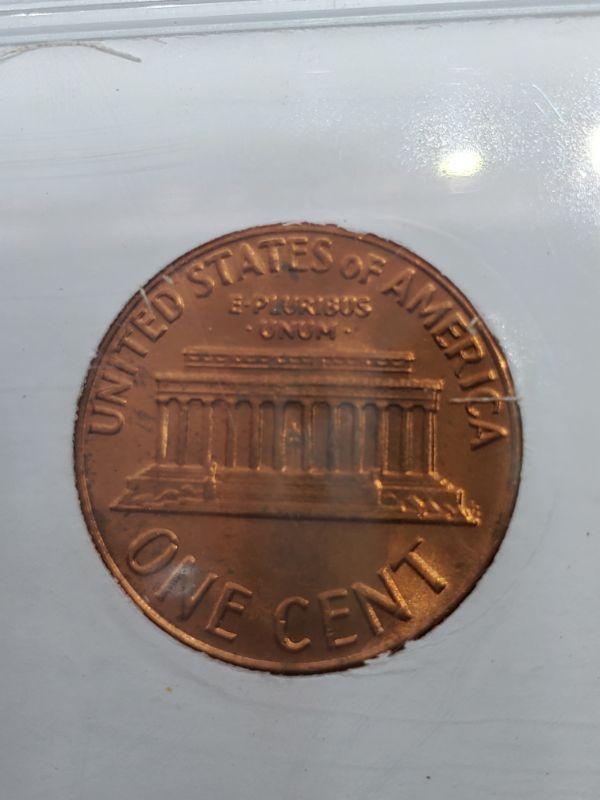 UNITED STATES OF AMERICA
E·PLURIBUS
·UNUM·
ONE CENT